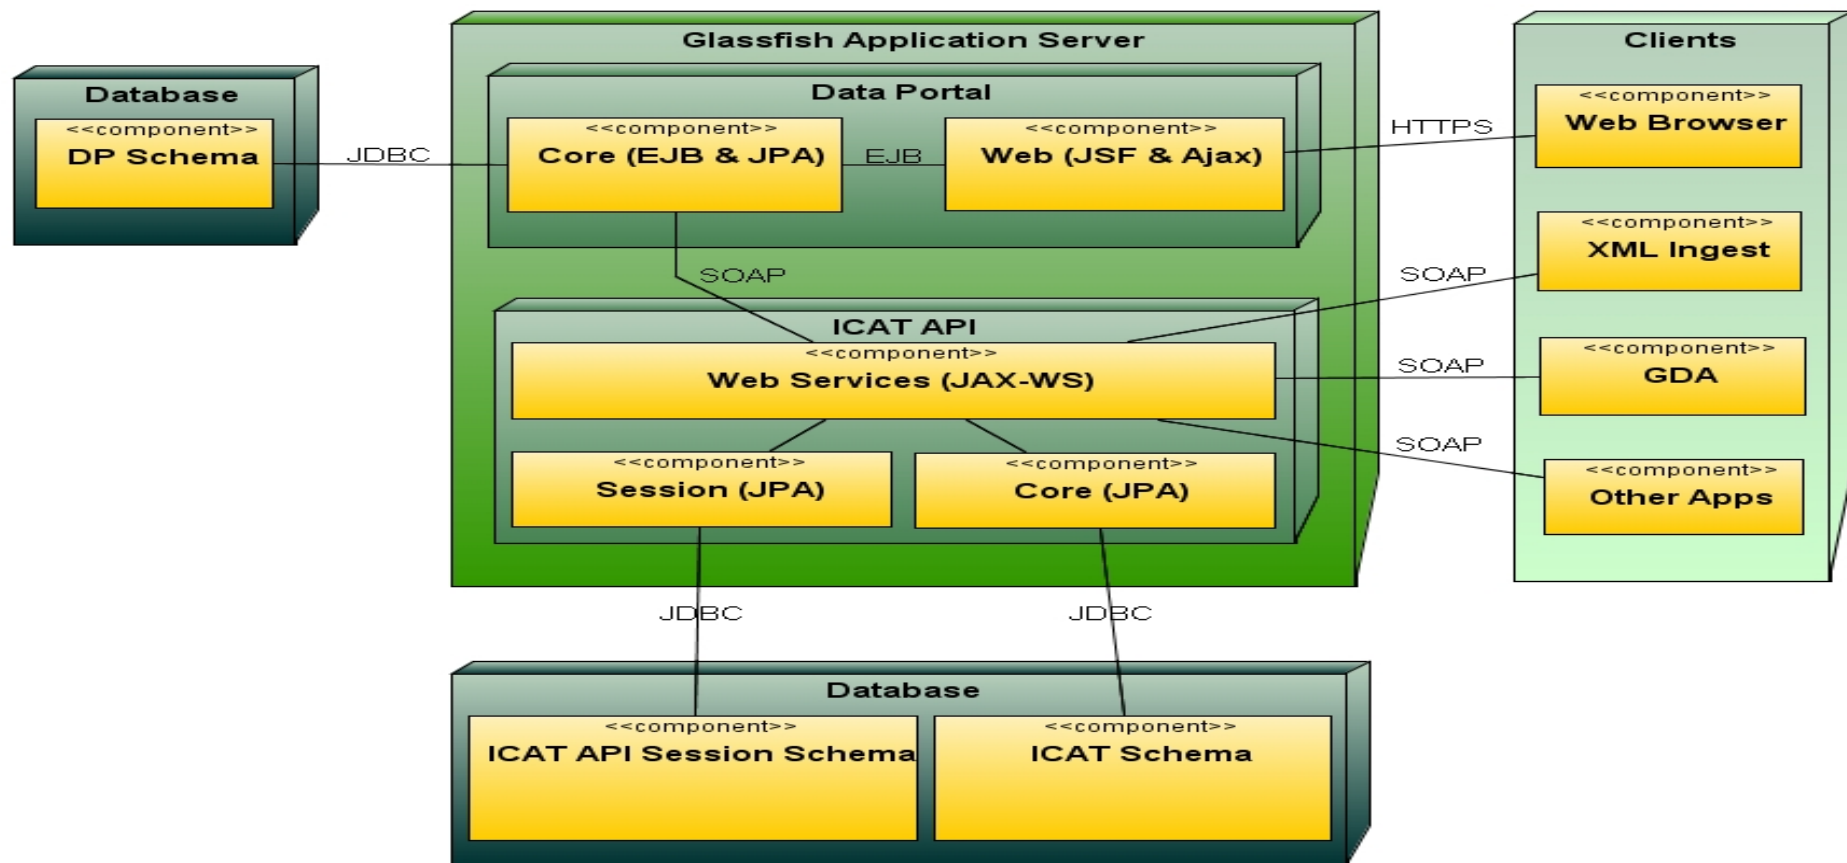 Glassfish Application Server
Clients
Database
<<component>>
DP Schema
JDBC
Data Portal
<<component>>
Core (EJB & JPA)
EJB
<<component>>
Web (JSF & Ajax)
HTTPS
<<component>>
Web Browser
SOAP
SOAP
<<component>>
XML Ingest
ICAT API
<<component>>
Web Services (JAX-WS)
SOAP
<<component>>
GDA
SOAP
<<component>>
Session (JPA)
<<component>>
Core (JPA)
<<component>>
Other Apps
JDBC
JDBC
Database
<<component>>
ICAT API Session Schema
<<component>>
ICAT Schema